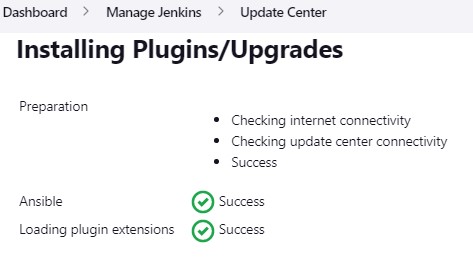 Dashboard > Manage Jenkins > Update Center
Installing Plugins/Upgrades
Preparation
• Checking internet connectivity
• Checking update center connectivity
• Success
Ansible Success
Loading plugin extensions Success